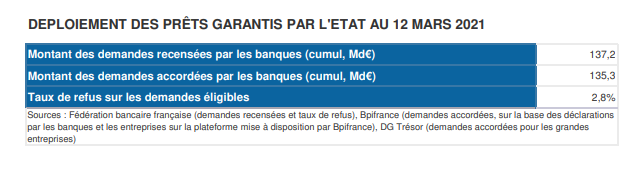 DEPLOIEMENT DES PRÊTS GARANTIS PAR L'ETAT AU 12 MARS 2021
Montant des demandes recensées par les banques (cumul, Md€) 137,2
Montant des demandes accordées par les banques (cumul, Md€) 135,3
Taux de refus sur les demandes éligibles 2,8%
Sources : Fédération bancaire française (demandes recensées et taux de refus), Bpifrance (demandes accordées, sur la base des déclarations
par les banques et les entreprises sur la plateforme mise à disposition par Bpifrance), DG Trésor (demandes accordées pour les grandes
entreprises)